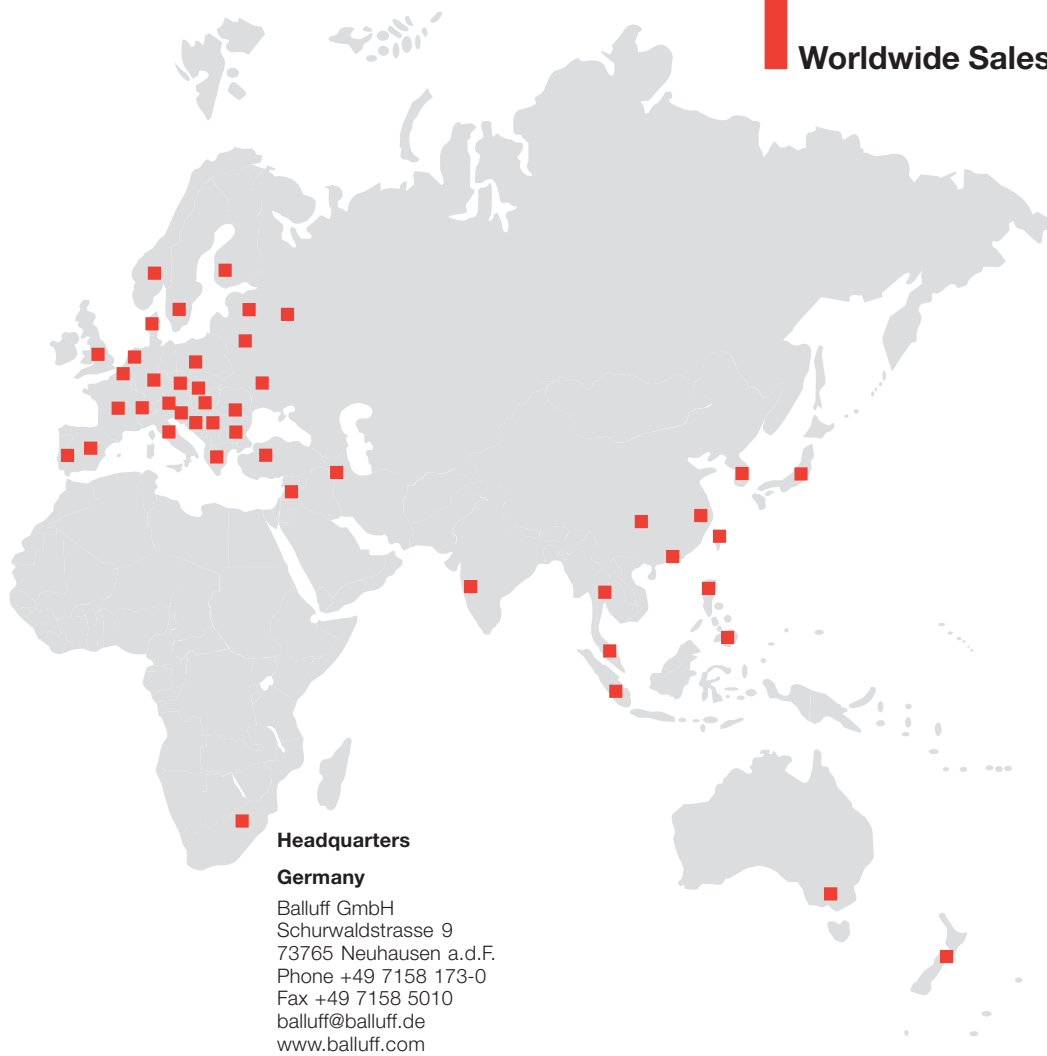 Worldwide Sales
Headquarters
Germany
Balluff GmbH
Schurwaldstrasse 9
73765 Neuhausen a.d.F.
Phone +49 7158 173-0
Fax +49 7158 5010
balluff@balluff.de
www.balluff.com